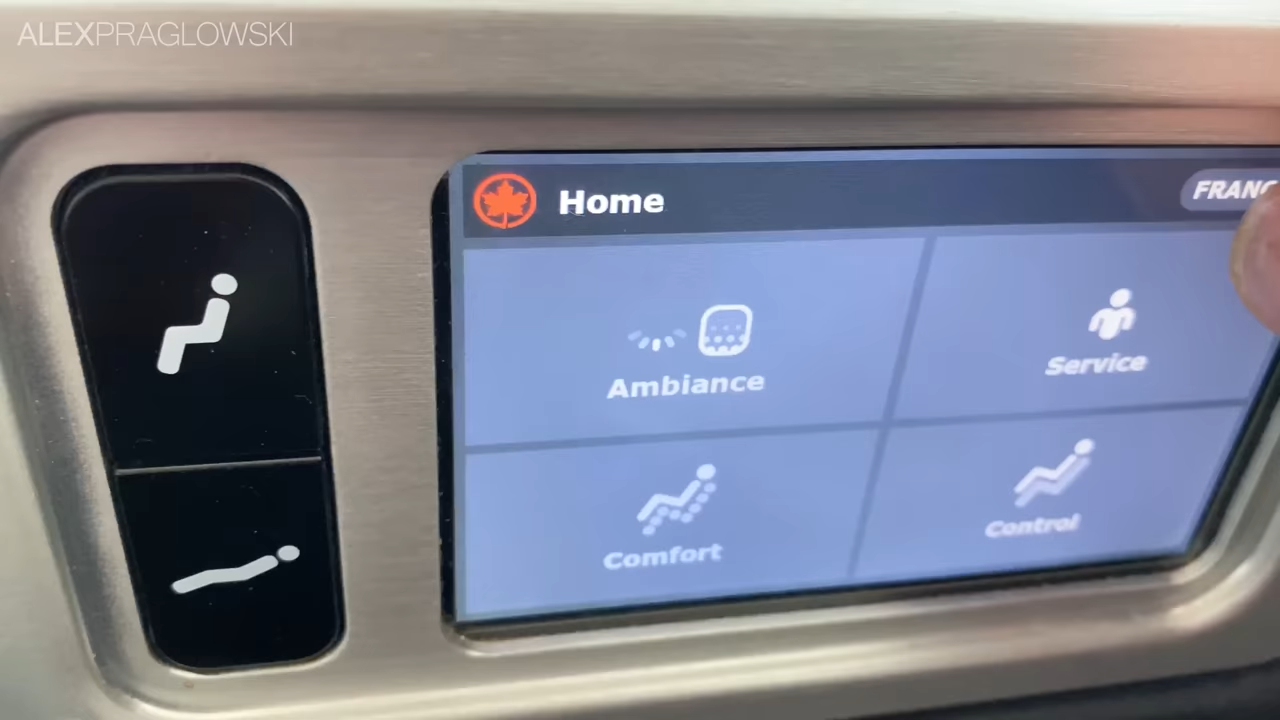 ALEXPRAGLOWSKI
Home
Ambiance
Service
Comfort
Control